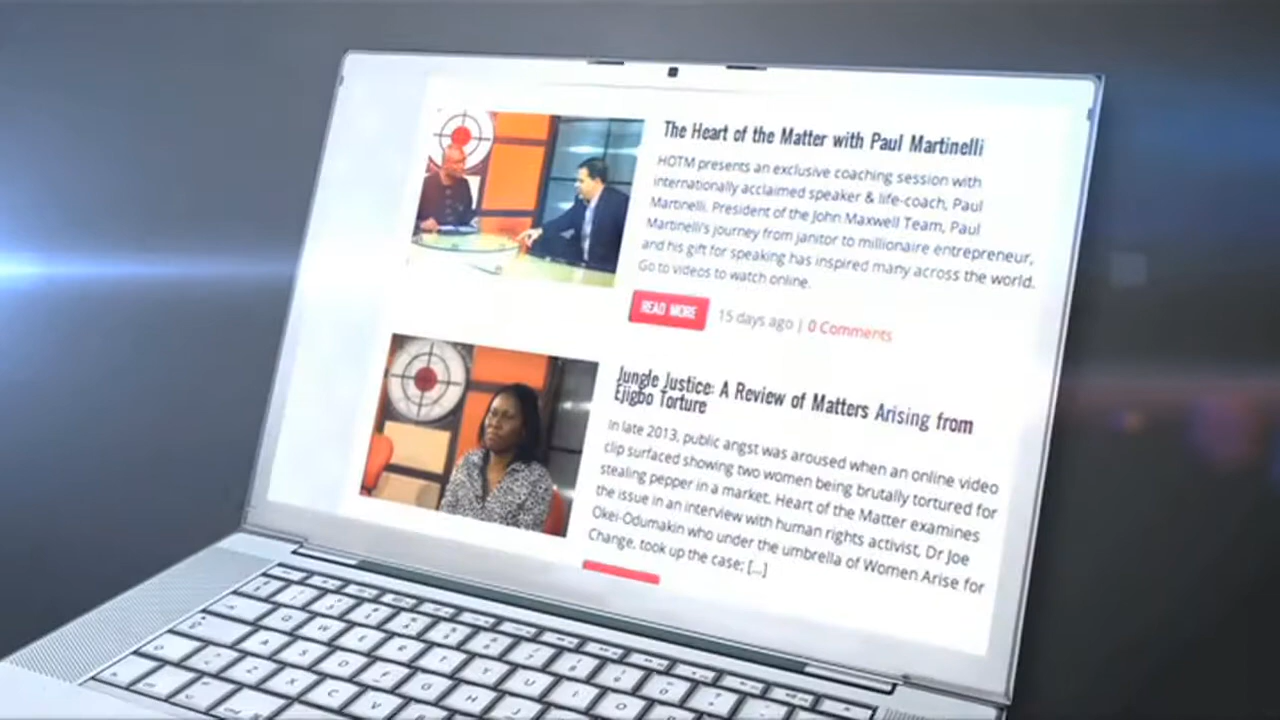 The Heart of the Matter with Paul Martinelli
HOTM presents an exclusive coaching session with
internationally acclaimed speaker & life-coach, Paul
Martinelli. President of the John Maxwell Team, Paul
Martinelli's journey from janitor to millionaire entrepreneur,
and his gift for speaking has inspired many across the world.
Go to videos to watch online.
READ MORE 15 days ago | 0 Comments
Jungle Justice: A Review of Matters Arising from
Ejigbo Torture
In late 2013, public angst was aroused when an online video
clip surfaced showing two women being brutally tortured for
stealing pepper in a market. Heart of the Matter examines
the issue in an interview with human rights activist, Dr Joe
Okei-Odumakin who under the umbrella of Women Arise for
Change, took up the case; [...]